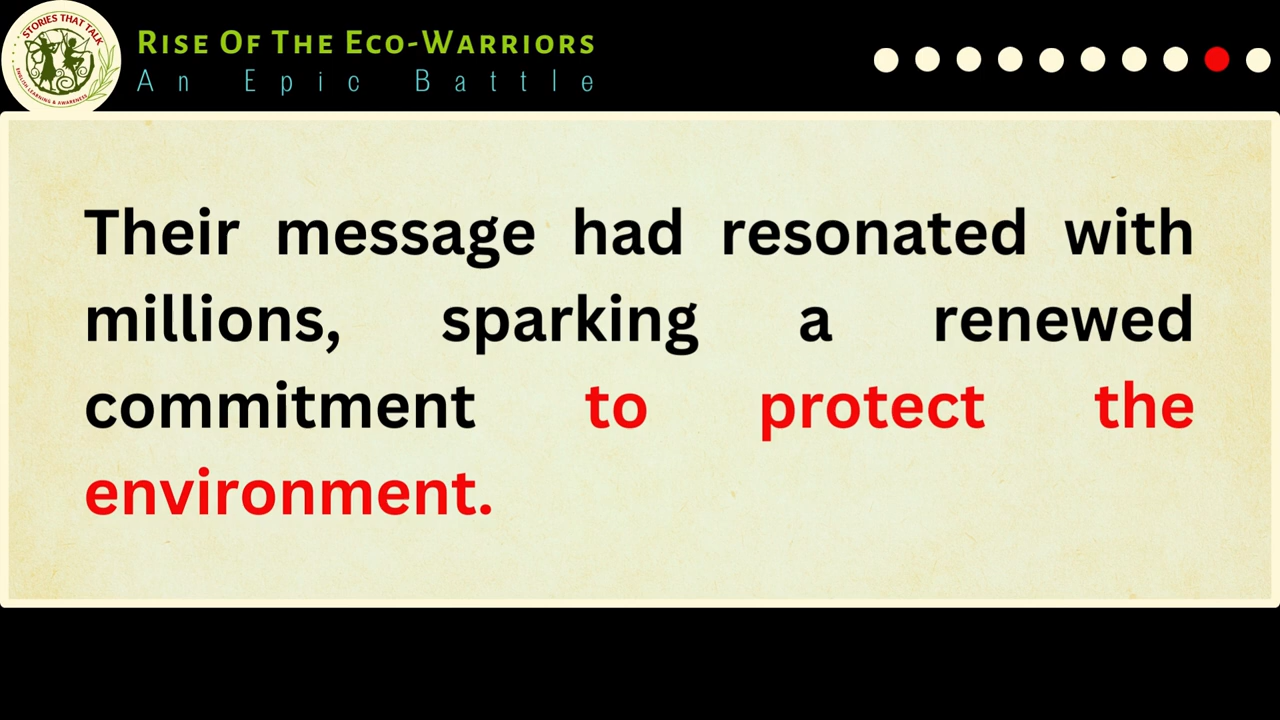 STORIES THAT TALK
ENGLISH LEARNING & AWARENESS
RISE OF THE ECO-WARRIORS
An Epic Battle
Their message had resonated with
millions, sparking a renewed
commitment to protect the
environment.